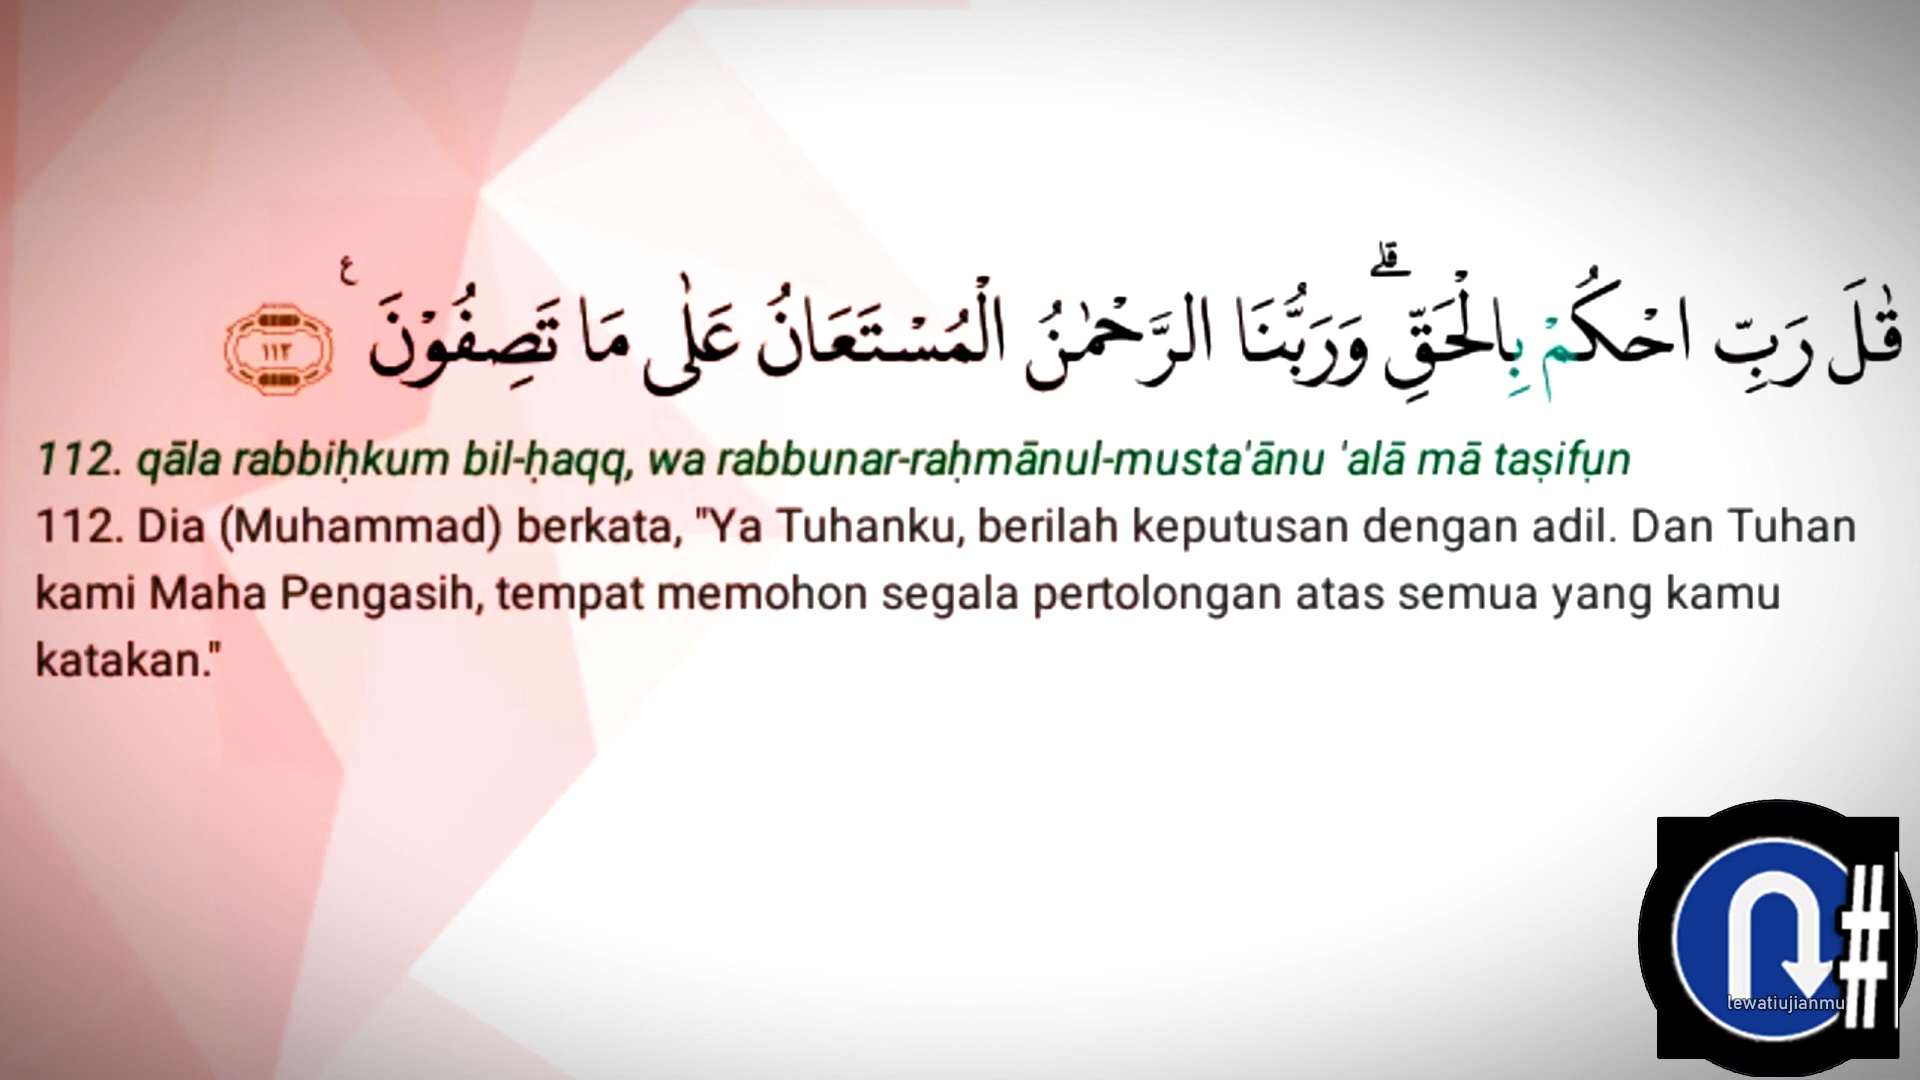 قٰلَ رَبِّ احْكُمْ بِالْحَقِّۗ وَرَبُّنَا الرَّحْمٰنُ الْمُسْتَعَانُ عَلٰى مَا تَصِفُوْنَ ࣖ ١١٢
112. qāla rabbiḥkum bil-ḥaqq, wa rabbunar-raḥmānul-musta'ānu 'alā mā taṣifụn
112. Dia (Muhammad) berkata, "Ya Tuhanku, berilah keputusan dengan adil. Dan Tuhan
kami Maha Pengasih, tempat memohon segala pertolongan atas semua yang kamu
katakan."
##
lewatiujianmu